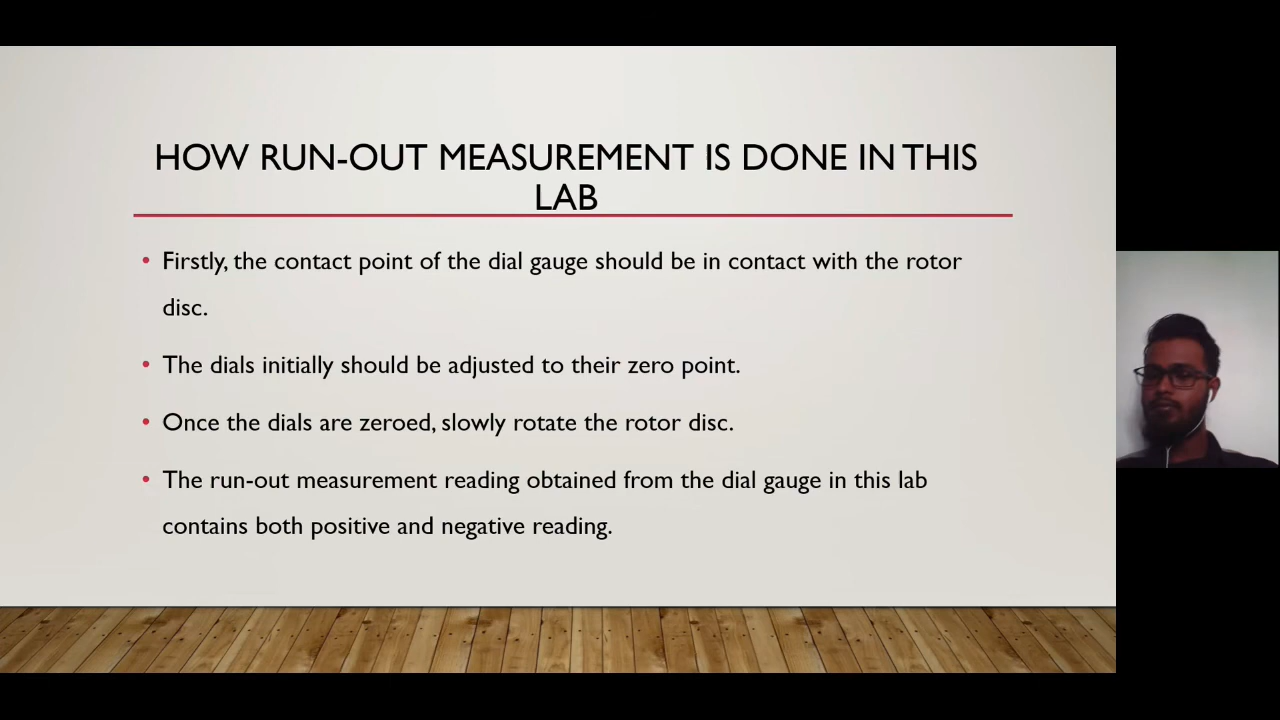 HOW RUN-OUT MEASUREMENT IS DONE IN THIS
LAB
• Firstly, the contact point of the dial gauge should be in contact with the rotor
disc.
• The dials initially should be adjusted to their zero point.
• Once the dials are zeroed, slowly rotate the rotor disc.
• The run-out measurement reading obtained from the dial gauge in this lab
contains both positive and negative reading.